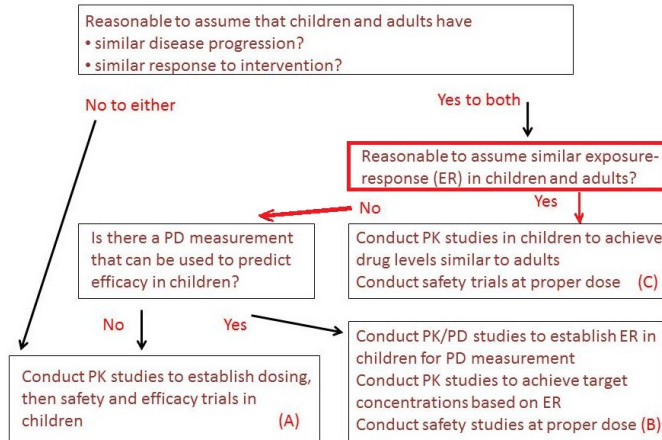 Reasonable to assume that children and adults have
• similar disease progression?
• similar response to intervention?
No to either
Yes to both
Reasonable to assume similar exposure-
response (ER) in children and adults?
No
Yes
Is there a PD measurement
that can be used to predict
efficacy in children?
Conduct PK studies in children to achieve
drug levels similar to adults
Conduct safety trials at proper dose (C)
No
Yes
Conduct PK studies to establish dosing,
then safety and efficacy trials in
children (A)
Conduct PK/PD studies to establish ER in
children for PD measurement
Conduct PK studies to achieve target
concentrations based on ER
Conduct safety studies at proper dose (B)